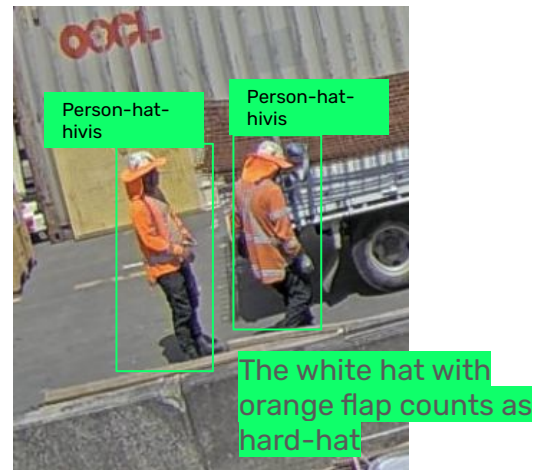 OOCL
Person-hat-
hivis
Person-hat-
hivis
The white hat with
orange flap counts as
hard-hat